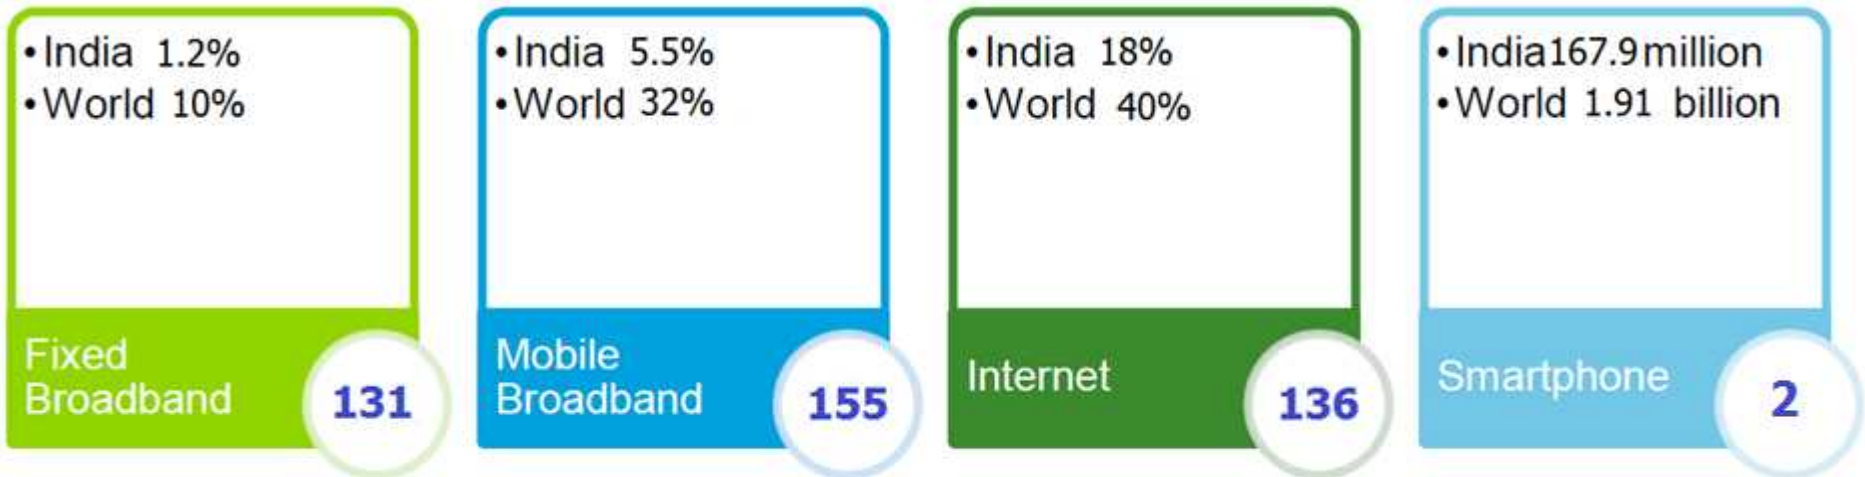 •India 1.2%
•World 10%
Fixed
Broadband
131
•India 5.5%
•World 32%
Mobile
Broadband
155
•India 18%
•World 40%
Internet
136
•India167.9million
•World 1.91 billion
Smartphone
2